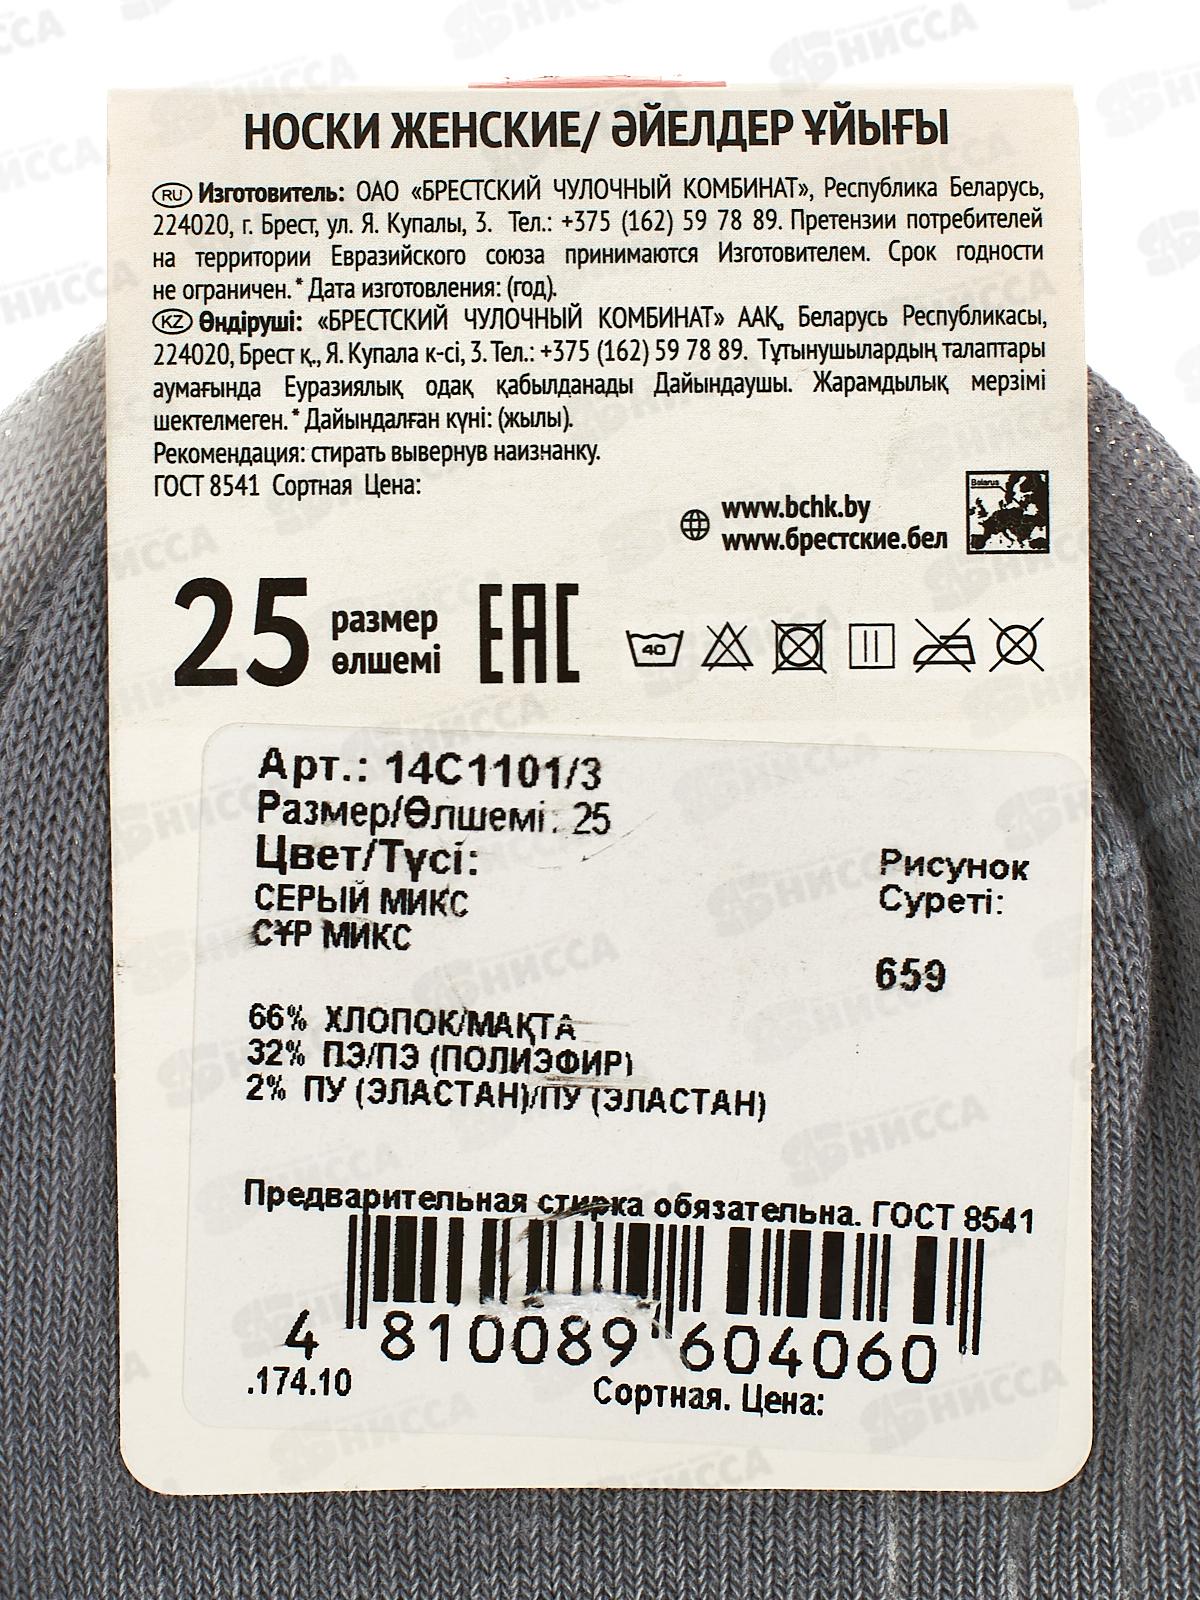 НОСКИ ЖЕНСКИЕ/ ӘЙЕЛДЕР ҰЙЫҒЫ
RU Изготовитель: ОАО «БРЕСТСКИЙ ЧУЛОЧНЫЙ КОМБИНАТ», Республика Беларусь,
224020, г. Брест, ул. Я. Купалы, 3. Тел.: +375 (162) 59 78 89. Претензии потребителей
на территории Евразийского союза принимаются Изготовителем. Срок годности
не ограничен. * Дата изготовления: (год).
KZ Өндіруші: «БРЕСТСКИЙ ЧУЛОЧНЫЙ КОМБИНАТ» ААҚ, Беларусь Республикасы,
224020, Брест қ., Я. Купала к-сі, 3. Тел.: +375 (162) 59 78 89. Тұтынушылардың талаптары
аумағында Еуразиялық одақ қабылданады Дайындаушы. Жарамдылық мерзімі
шектелмеген. * Дайындалған күні: (жылы).
Рекомендация: стирать вывернув наизнанку.
ГОСТ 8541 Сортная Цена:
www.bchk.by
www.брестские.бел
Belarus
25 размер
өлшемі
EAC
40
Арт.: 14С1101/3
Размер/Өлшемі: 25
Цвет/Түсі:
СЕРЫЙ МИКС
СҰР МИКС
Рисунок
Суреті:
659
66% ХЛОПОК/МАҚТА
32% ПЭ/ПЭ (ПОЛИЭФИР)
2% ПУ (ЭЛАСТАН)/ПУ (ЭЛАСТАН)
Предварительная стирка обязательна. ГОСТ 8541
4 810089 604060
.174.10
Сортная. Цена:
НИССА